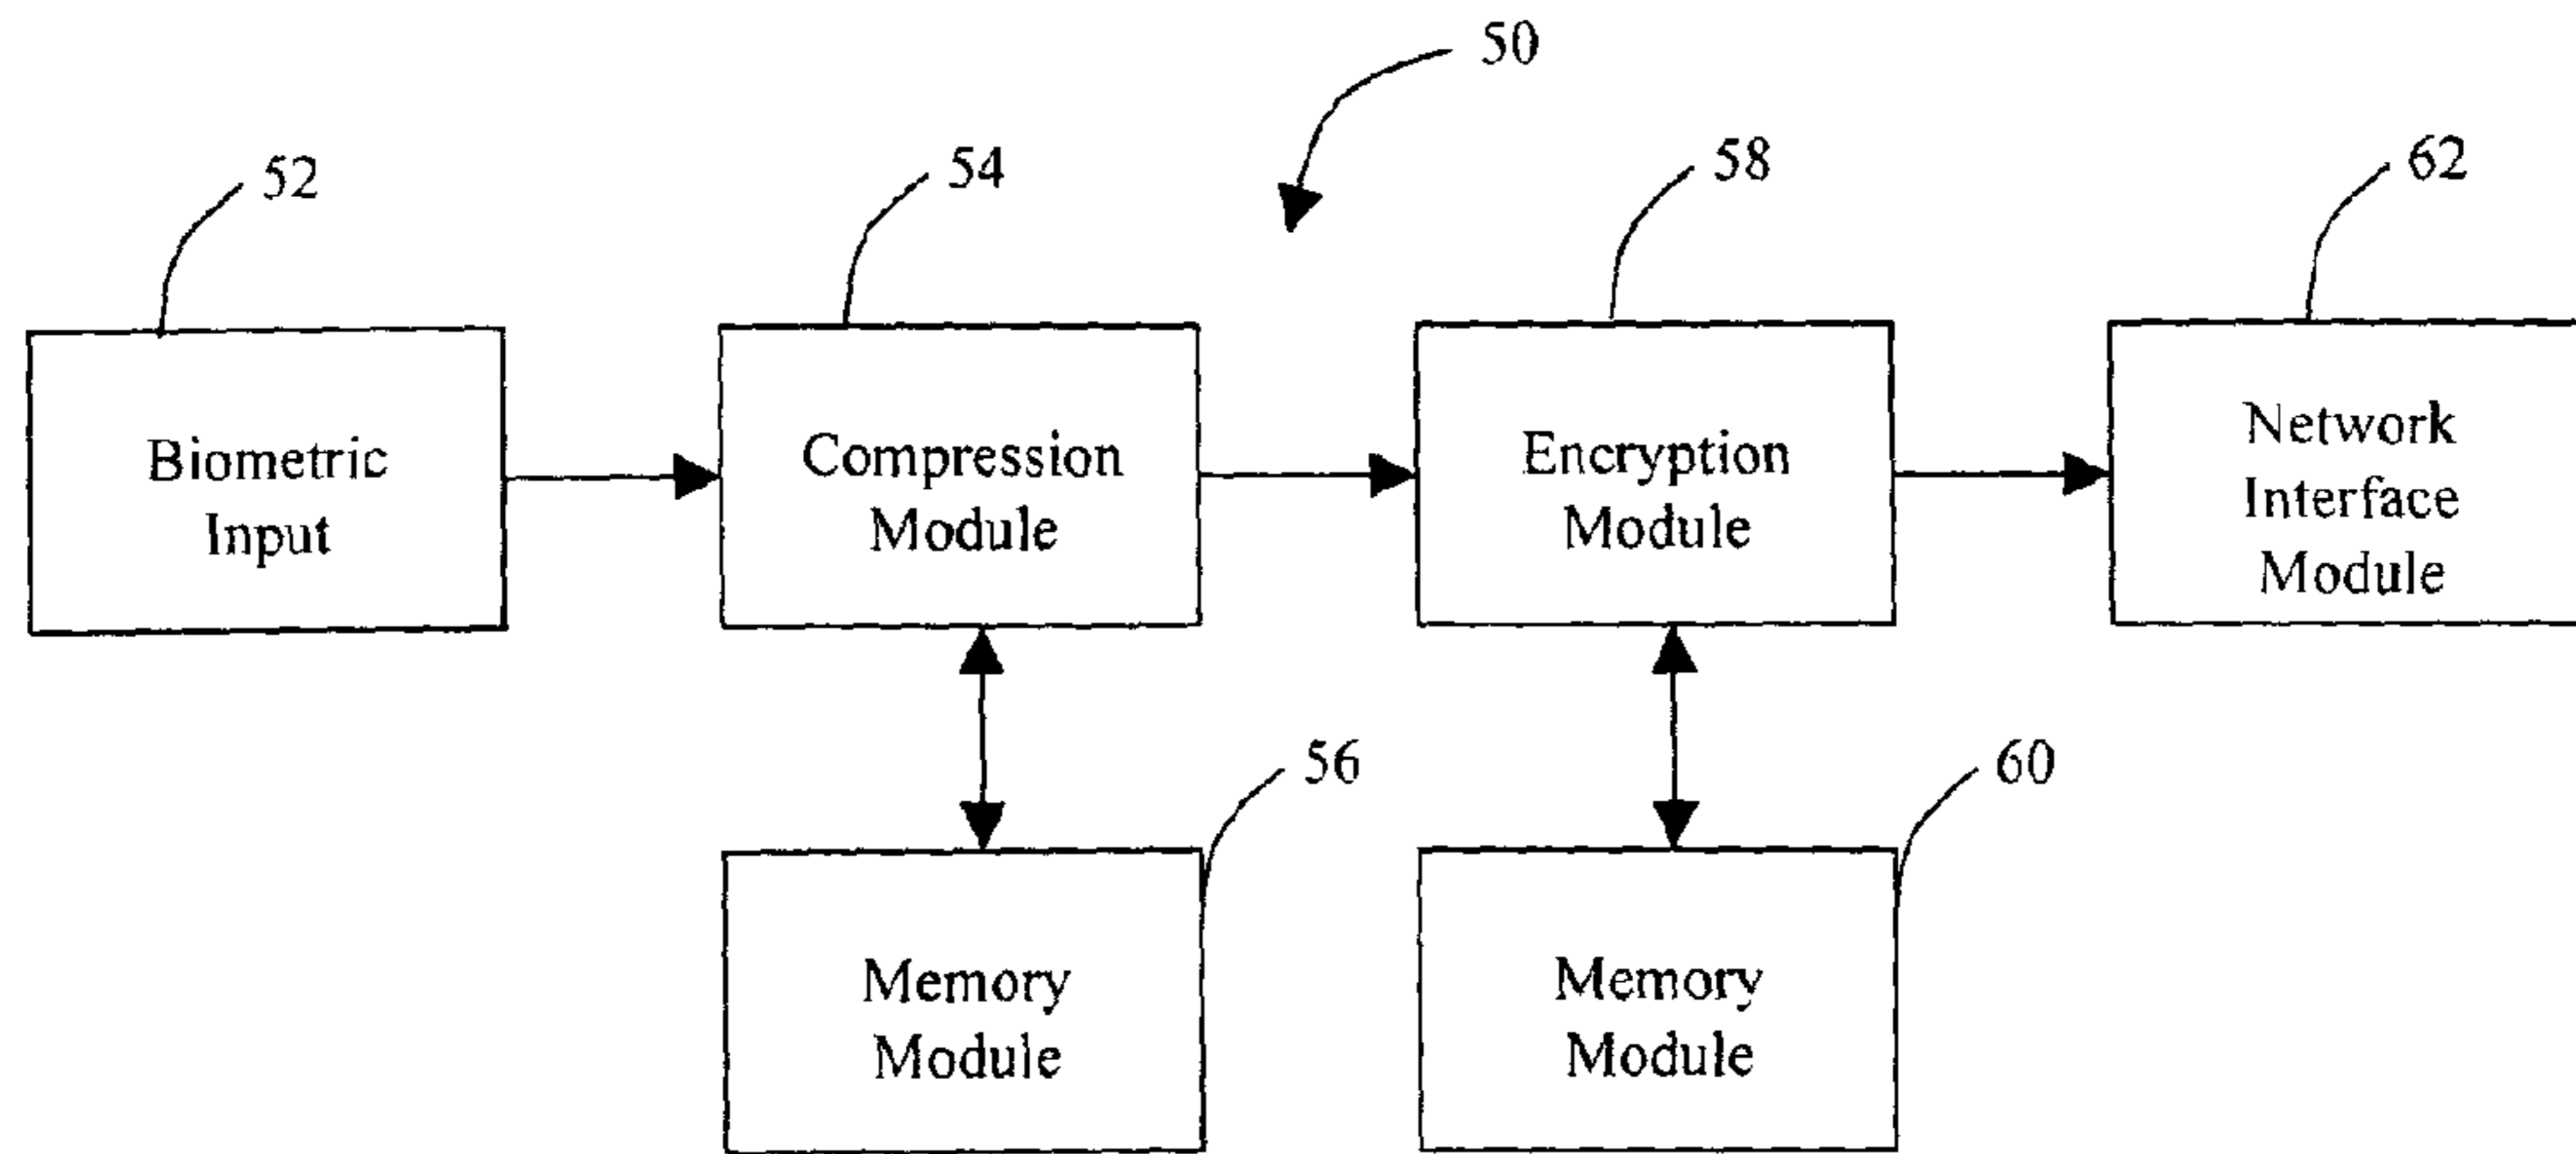 50
52
54
58
62
Biometric
Input
Compression
Module
Encryption
Module
Network
Interface
Module
56
60
Memory
Module
Memory
Module